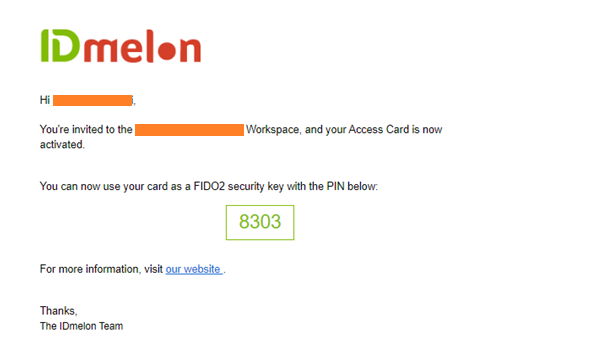 IDmelon
Hi ,
You're invited to the Workspace, and your Access Card is now
activated.
You can now use your card as a FIDO2 security key with the PIN below:
8303
For more information, visit our website .
Thanks,
The IDmelon Team